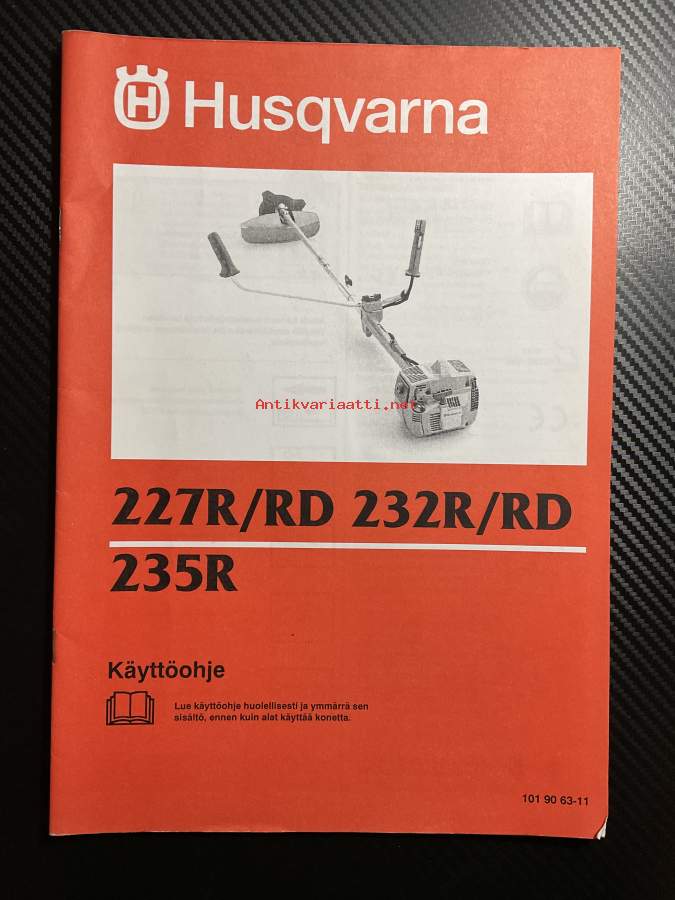 Husqvarna
Antikvariaatti.net
227R/RD 232R/RD
235R
Käyttöohje
Lue käyttöohje huolellisesti ja ymmärrä sen
sisältö, ennen kuin alat käyttää konetta.
101 90 63-11